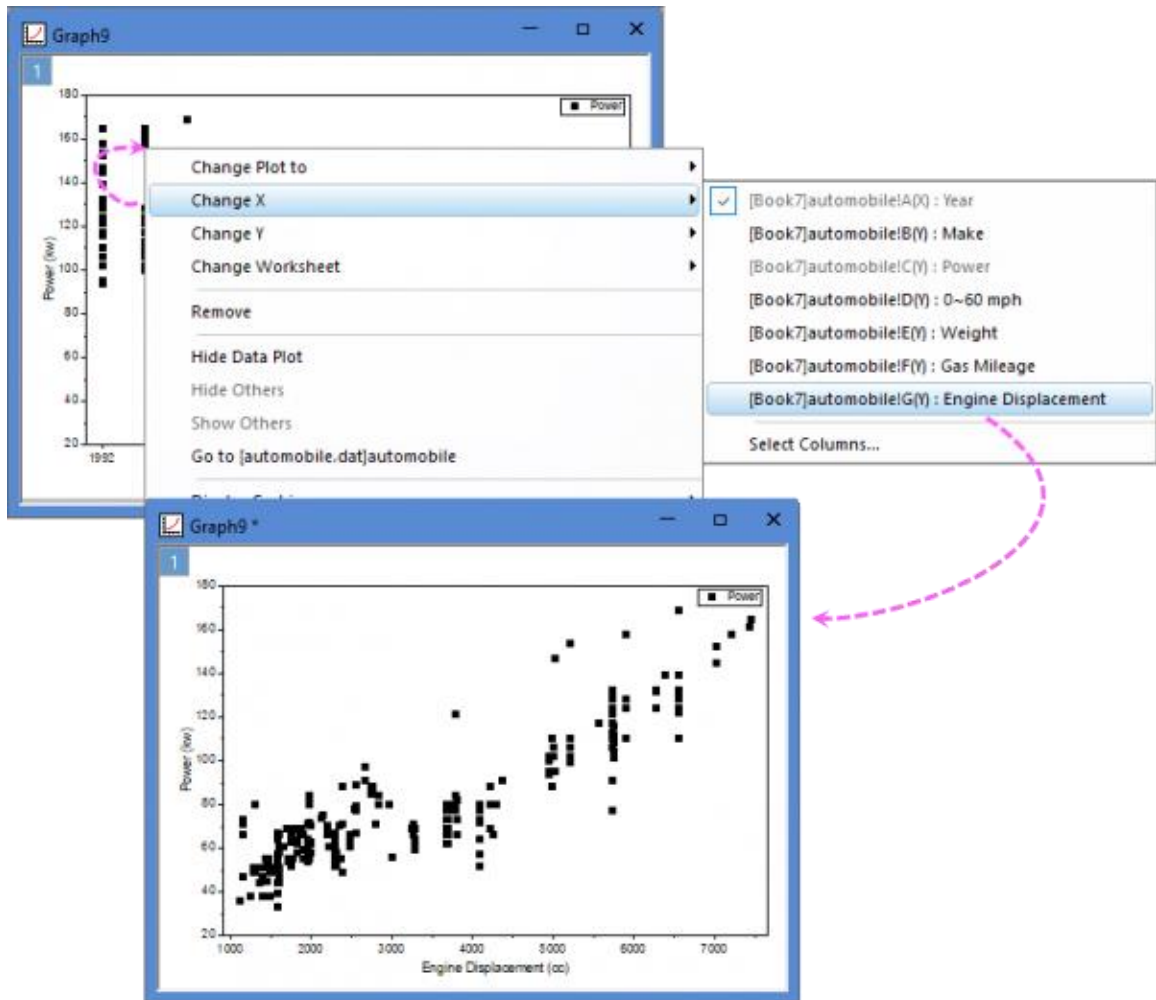 Graph9
1
180
160
140
120
100
80
60
40
20
Power (kw)
1992
Power
Change Plot to
Change X
Change Y
Change Worksheet
Remove
Hide Data Plot
Hide Others
Show Others
Go to [automobile.dat]automobile
[Book7]automobile!A(X) : Year
[Book7]automobile!B(Y) : Make
[Book7]automobile!C(Y) : Power
[Book7]automobile!D(Y) : 0~60 mph
[Book7]automobile!E(Y) : Weight
[Book7]automobile!F(Y) : Gas Mileage
[Book7]automobile!G(Y) : Engine Displacement
Select Columns...
Graph9 *
1
180
160
140
120
100
80
60
40
20
Power (kw)
Power
1000 2000 3000 4000 5000 6000 7000
Engine Displacement (cc)